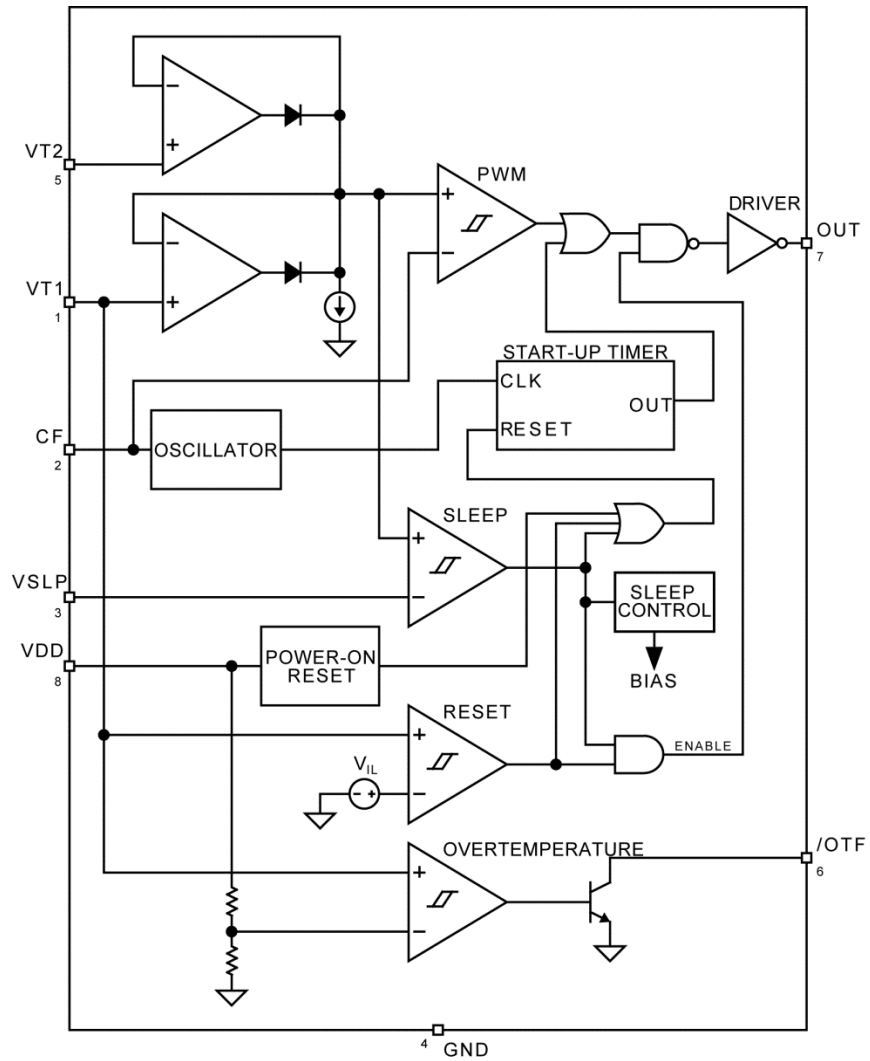 VT2
5
−
+
−
+
VT1
1
PWM
+
−
DRIVER
OUT
7
START-UP TIMER
CLK
OUT
RESET
CF
2
OSCILLATOR
SLEEP
+
−
VSLP
3
SLEEP
CONTROL
BIAS
VDD
8
POWER-ON
RESET
RESET
+
−
VIL
- +
ENABLE
OVERTEMPERATURE
+
−
/OTF
6
4
GND